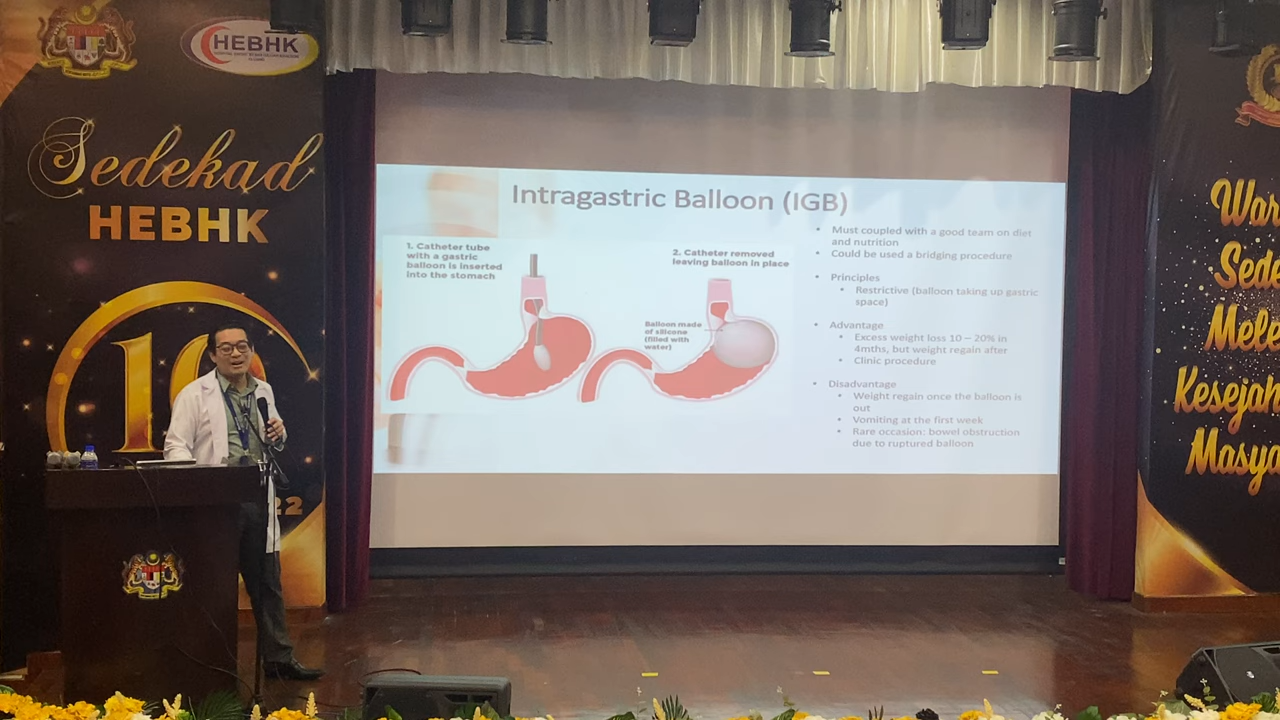 HEBHK
Sedekad
HEBHK
10
22
Intragastric Balloon (IGB)
1. Catheter tube
with a gastric
balloon is inserted
into the stomach
2. Catheter removed
leaving balloon in place
Balloon made
of silicone
(filled with
water)
• Must coupled with a good team on diet
and nutrition
• Could be used a bridging procedure
• Principles
• Restrictive (balloon taking up gastric
space)
• Advantage
• Excess weight loss 10 – 20% in
4mths, but weight regain after
• Clinic procedure
• Disadvantage
• Weight regain once the balloon is
out
• Vomiting at the first week
• Rare occasion: bowel obstruction
due to ruptured balloon
War
Sede
Mele
Kesejah
Masya